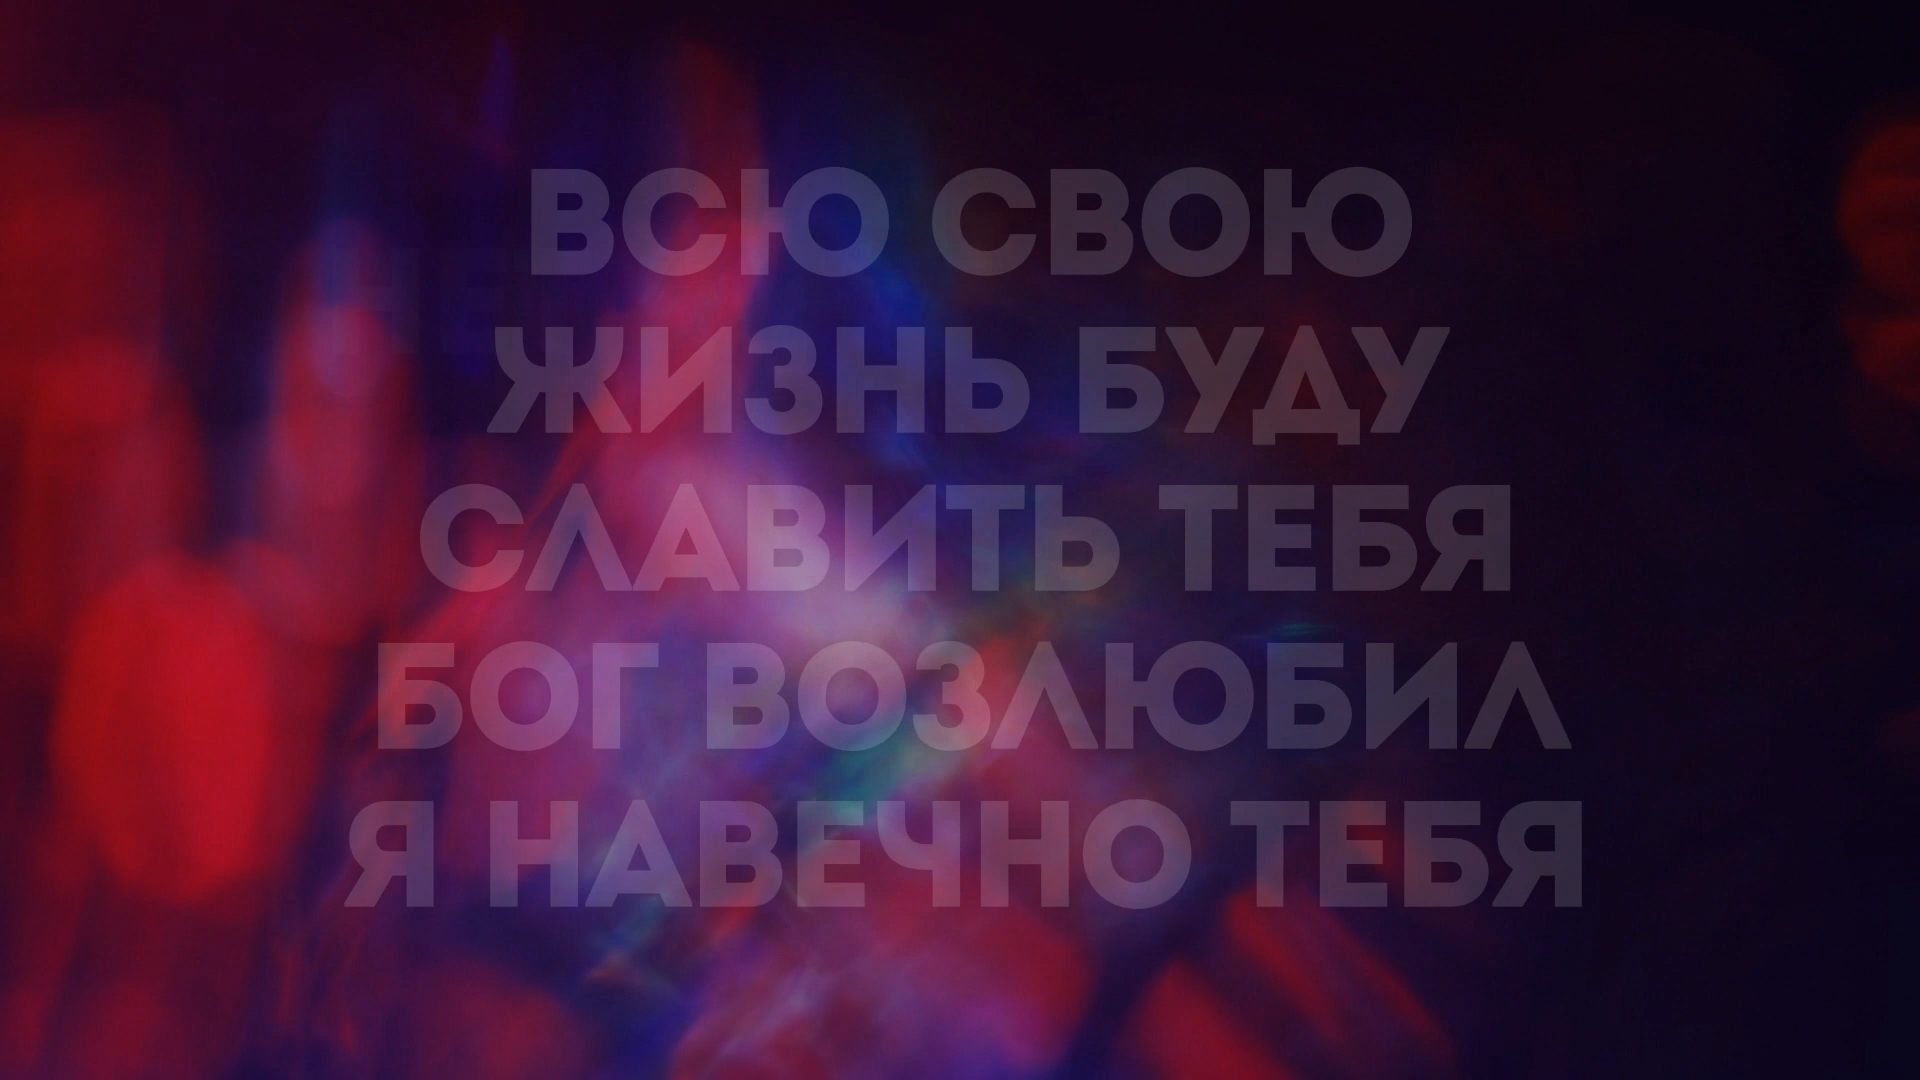 ВСЮ СВОЮ
ЖИЗНЬ БУДУ
СЛАВИТЬ ТЕБЯ
БОГ ВОЗЛЮБИЛ
Я НАВЕЧНО ТЕБЯ